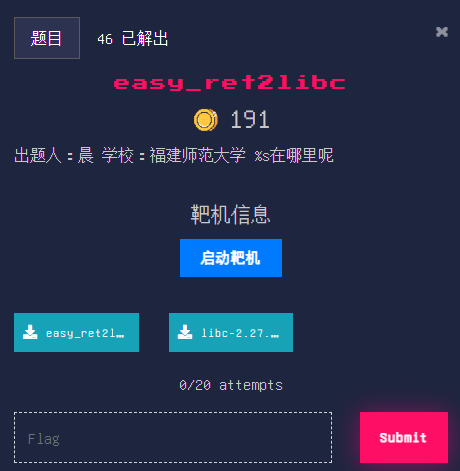 题目 46 已解出 ×
easy_ret2libc
191
出题人：晨 学校：福建师范大学 %s在哪里呢
靶机信息
启动靶机
easy_ret2l… libc-2.27.…
0/20 attempts
Flag Submit